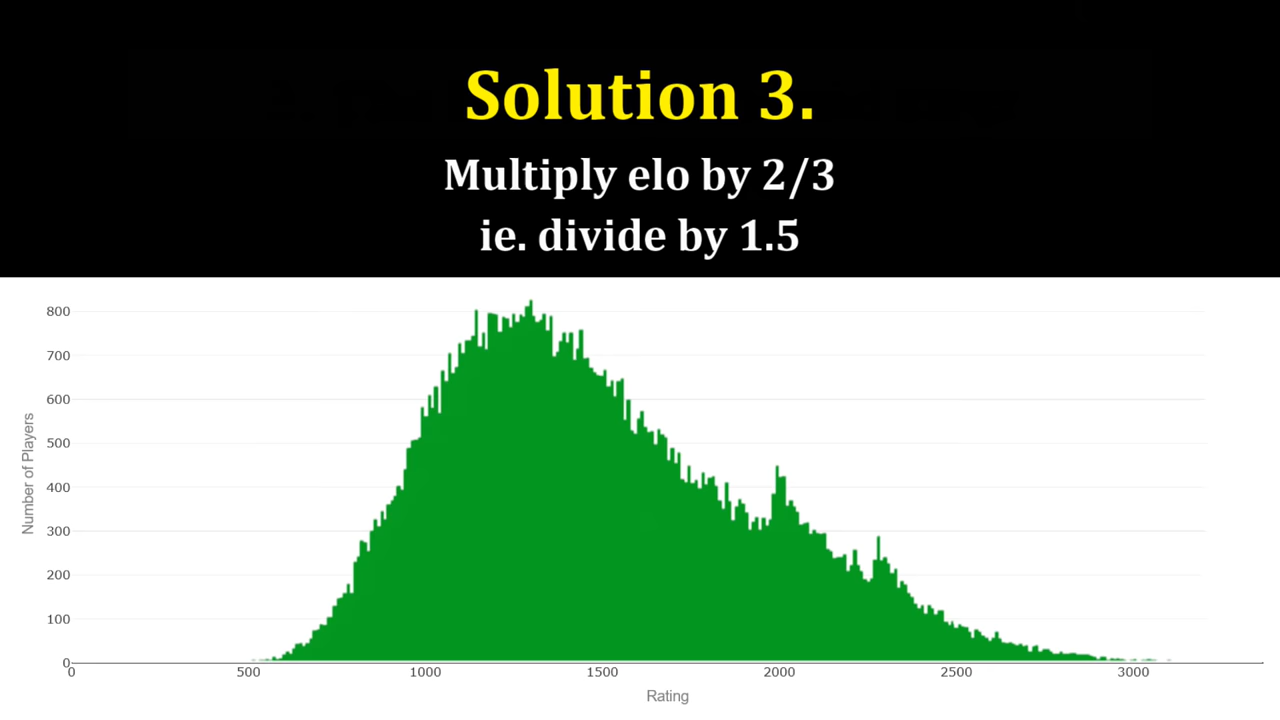 Solution 3.
Multiply elo by 2/3
ie. divide by 1.5
800
700
600
500
400
300
200
100
0
Number of Players
0 500 1000 1500 2000 2500 3000
Rating